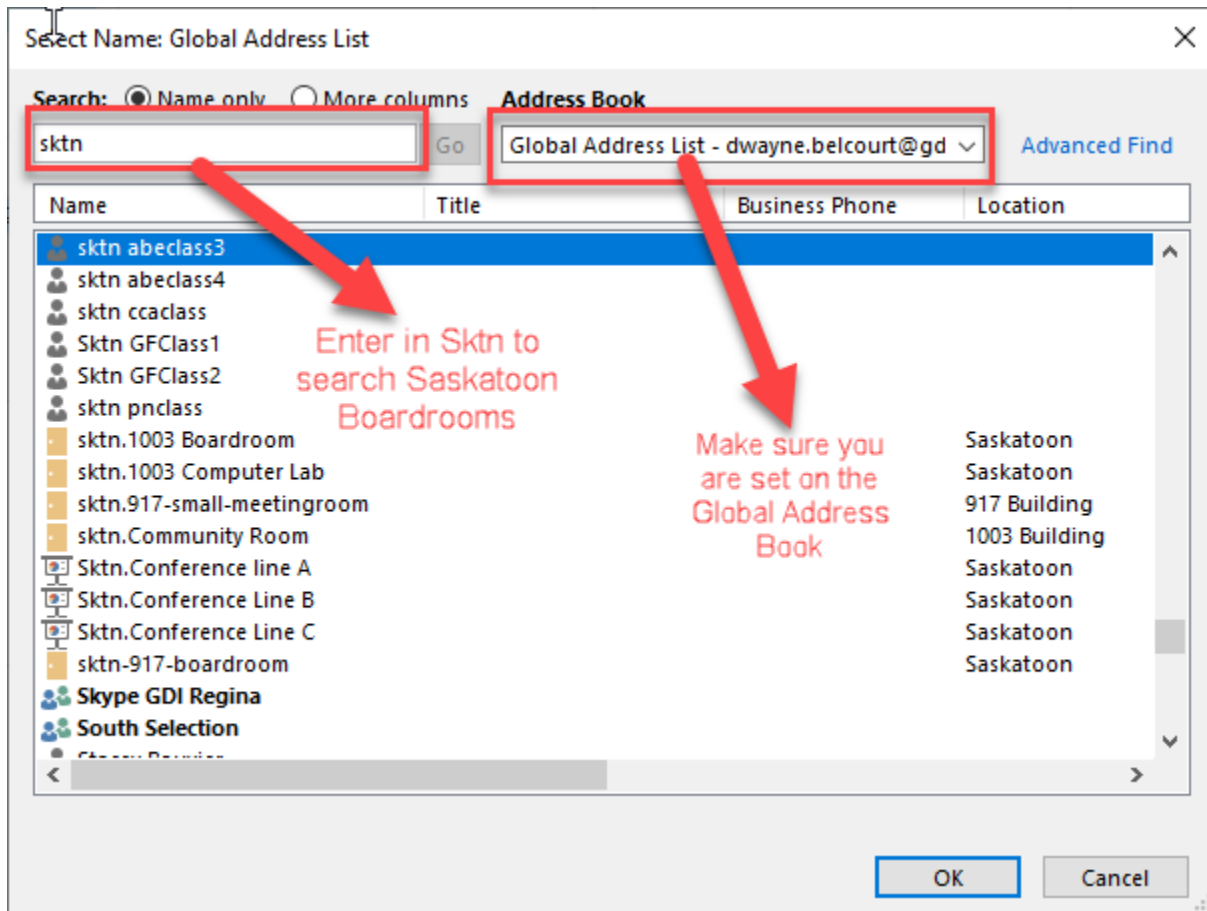 Select Name: Global Address List
Search: Name only More columns Address Book
sktn Go Global Address List - dwayne.belcourt@gd Advanced Find
Name Title Business Phone Location
sktn abeclass3
sktn abeclass4
sktn ccaclass
Sktn GFClass1
Sktn GFClass2
sktn pnclass
Enter in Sktn to
search Saskatoon
Boardrooms
sktn.1003 Boardroom Saskatoon
sktn.1003 Computer Lab Saskatoon
sktn.917-small-meetingroom 917 Building
sktn.Community Room 1003 Building
Make sure you
are set on the
Global Address
Book
Sktn.Conference line A Saskatoon
Sktn.Conference Line B Saskatoon
Sktn.Conference Line C Saskatoon
sktn-917-boardroom Saskatoon
Skype GDI Regina
South Selection
OK Cancel